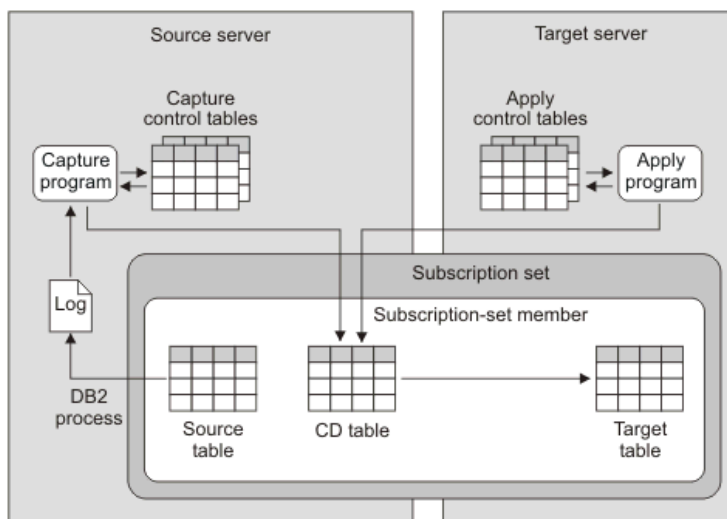 Source server
Target server
Capture
control tables
Apply
control tables
Capture
program
Apply
program
Subscription set
Log
Subscription-set member
DB2
process
Source
table
CD table
Target
table